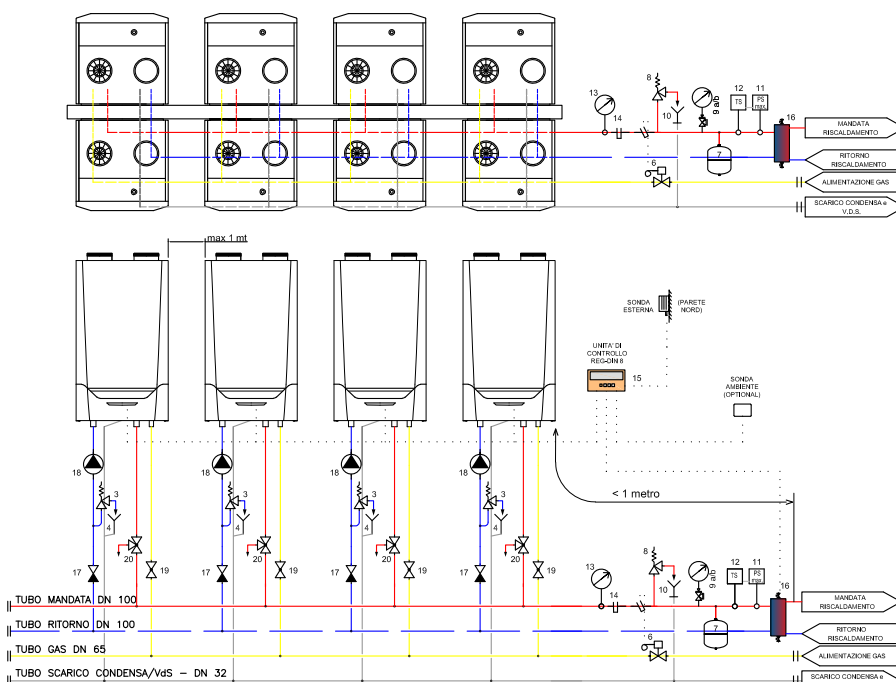 8
13
14
10
9 a/b
12
11
TS
PS
max
16
MANDATA
RISCALDAMENTO
7
6
RITORNO
RISCALDAMENTO
ALIMENTAZIONE GAS
SCARICO CONDENSA e
V.D.S.
max 1 mt
SONDA
ESTERNA
(PARETE
NORD)
UNITA' DI
CONTROLLO
REG-DIN 8
15
SONDA
AMBIENTE
(OPTIONAL)
18
3
4
18
3
4
18
3
4
18
3
4
< 1 metro
17
20
19
17
20
19
17
20
19
17
20
19
8
13
14
10
9 a/b
12
11
TS
PS
max
16
TUBO MANDATA DN 100
MANDATA
RISCALDAMENTO
TUBO RITORNO DN 100
7
6
RITORNO
RISCALDAMENTO
TUBO GAS DN 65
ALIMENTAZIONE GAS
TUBO SCARICO CONDENSA/VdS - DN 32
SCARICO CONDENSA e